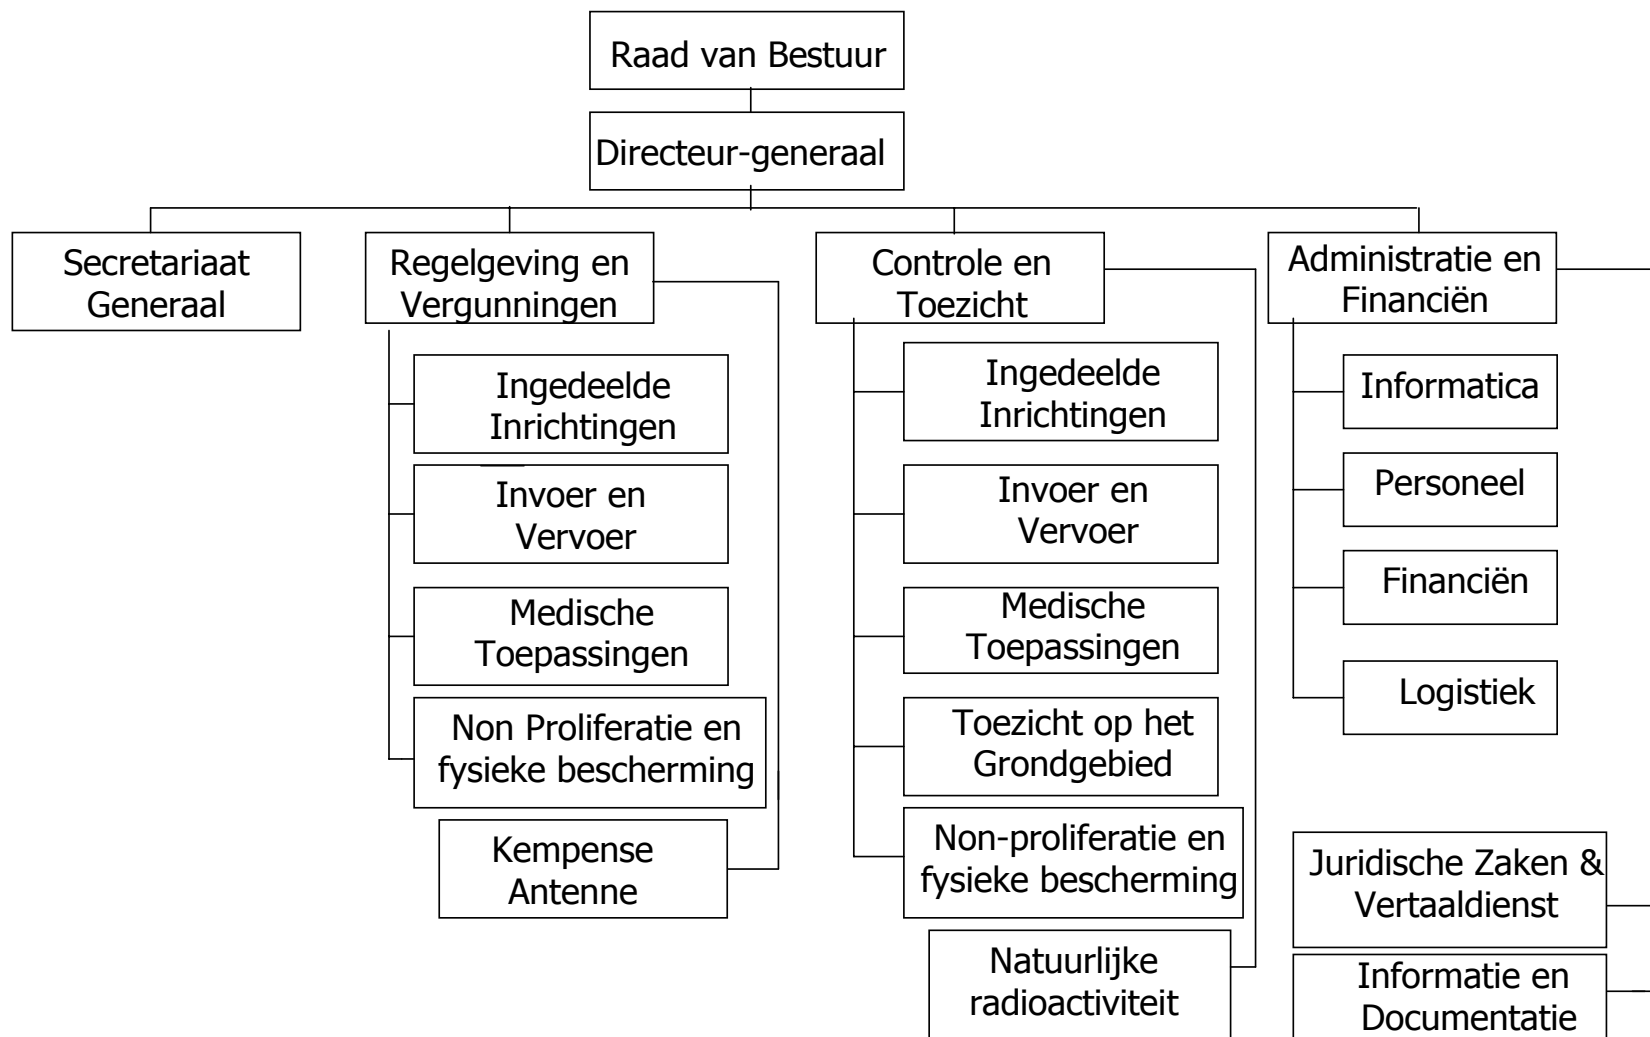 Raad van Bestuur
Directeur-generaal
Secretariaat
Generaal
Regelgeving en
Vergunningen
Ingedeelde
Inrichtingen
Invoer en
Vervoer
Medische
Toepassingen
Non Proliferatie en
fysieke bescherming
Kempense
Antenne
Controle en
Toezicht
Ingedeelde
Inrichtingen
Invoer en
Vervoer
Medische
Toepassingen
Toezicht op het
Grondgebied
Non-proliferatie en
fysieke bescherming
Natuurlijke
radioactiviteit
Administratie en
Financiën
Informatica
Personeel
Financiën
Logistiek
Juridische Zaken &
Vertaaldienst
Informatie en
Documentatie